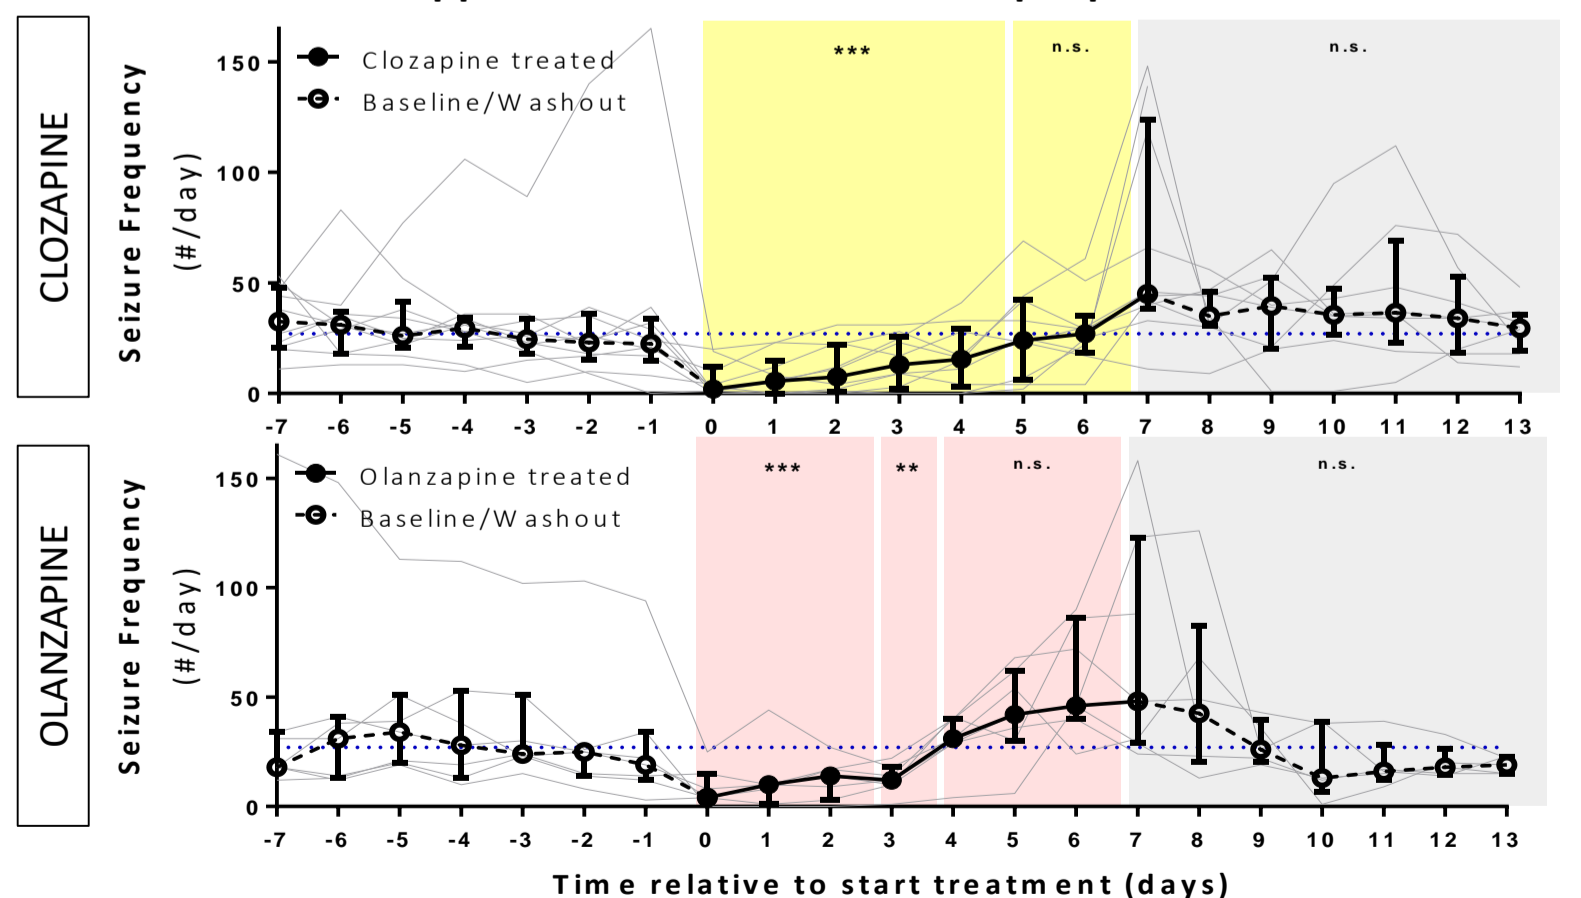 CLOZAPINE
Seizure Frequency
(#/day)
150
100
50
0
Clozapine treated
Baseline/Washout
***
n.s.
n.s.
-7 -6 -5 -4 -3 -2 -1 0 1 2 3 4 5 6 7 8 9 10 11 12 13
OLANZAPINE
Seizure Frequency
(#/day)
150
100
50
0
Olanzapine treated
Baseline/Washout
***
**
n.s.
n.s.
-7 -6 -5 -4 -3 -2 -1 0 1 2 3 4 5 6 7 8 9 10 11 12 13
Time relative to start treatment (days)